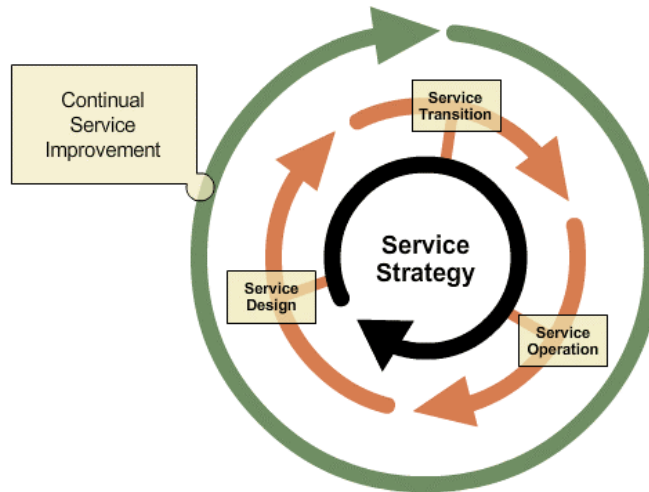 Continual
Service
Improvement
Service
Transition
Service
Strategy
Service
Design
Service
Operation